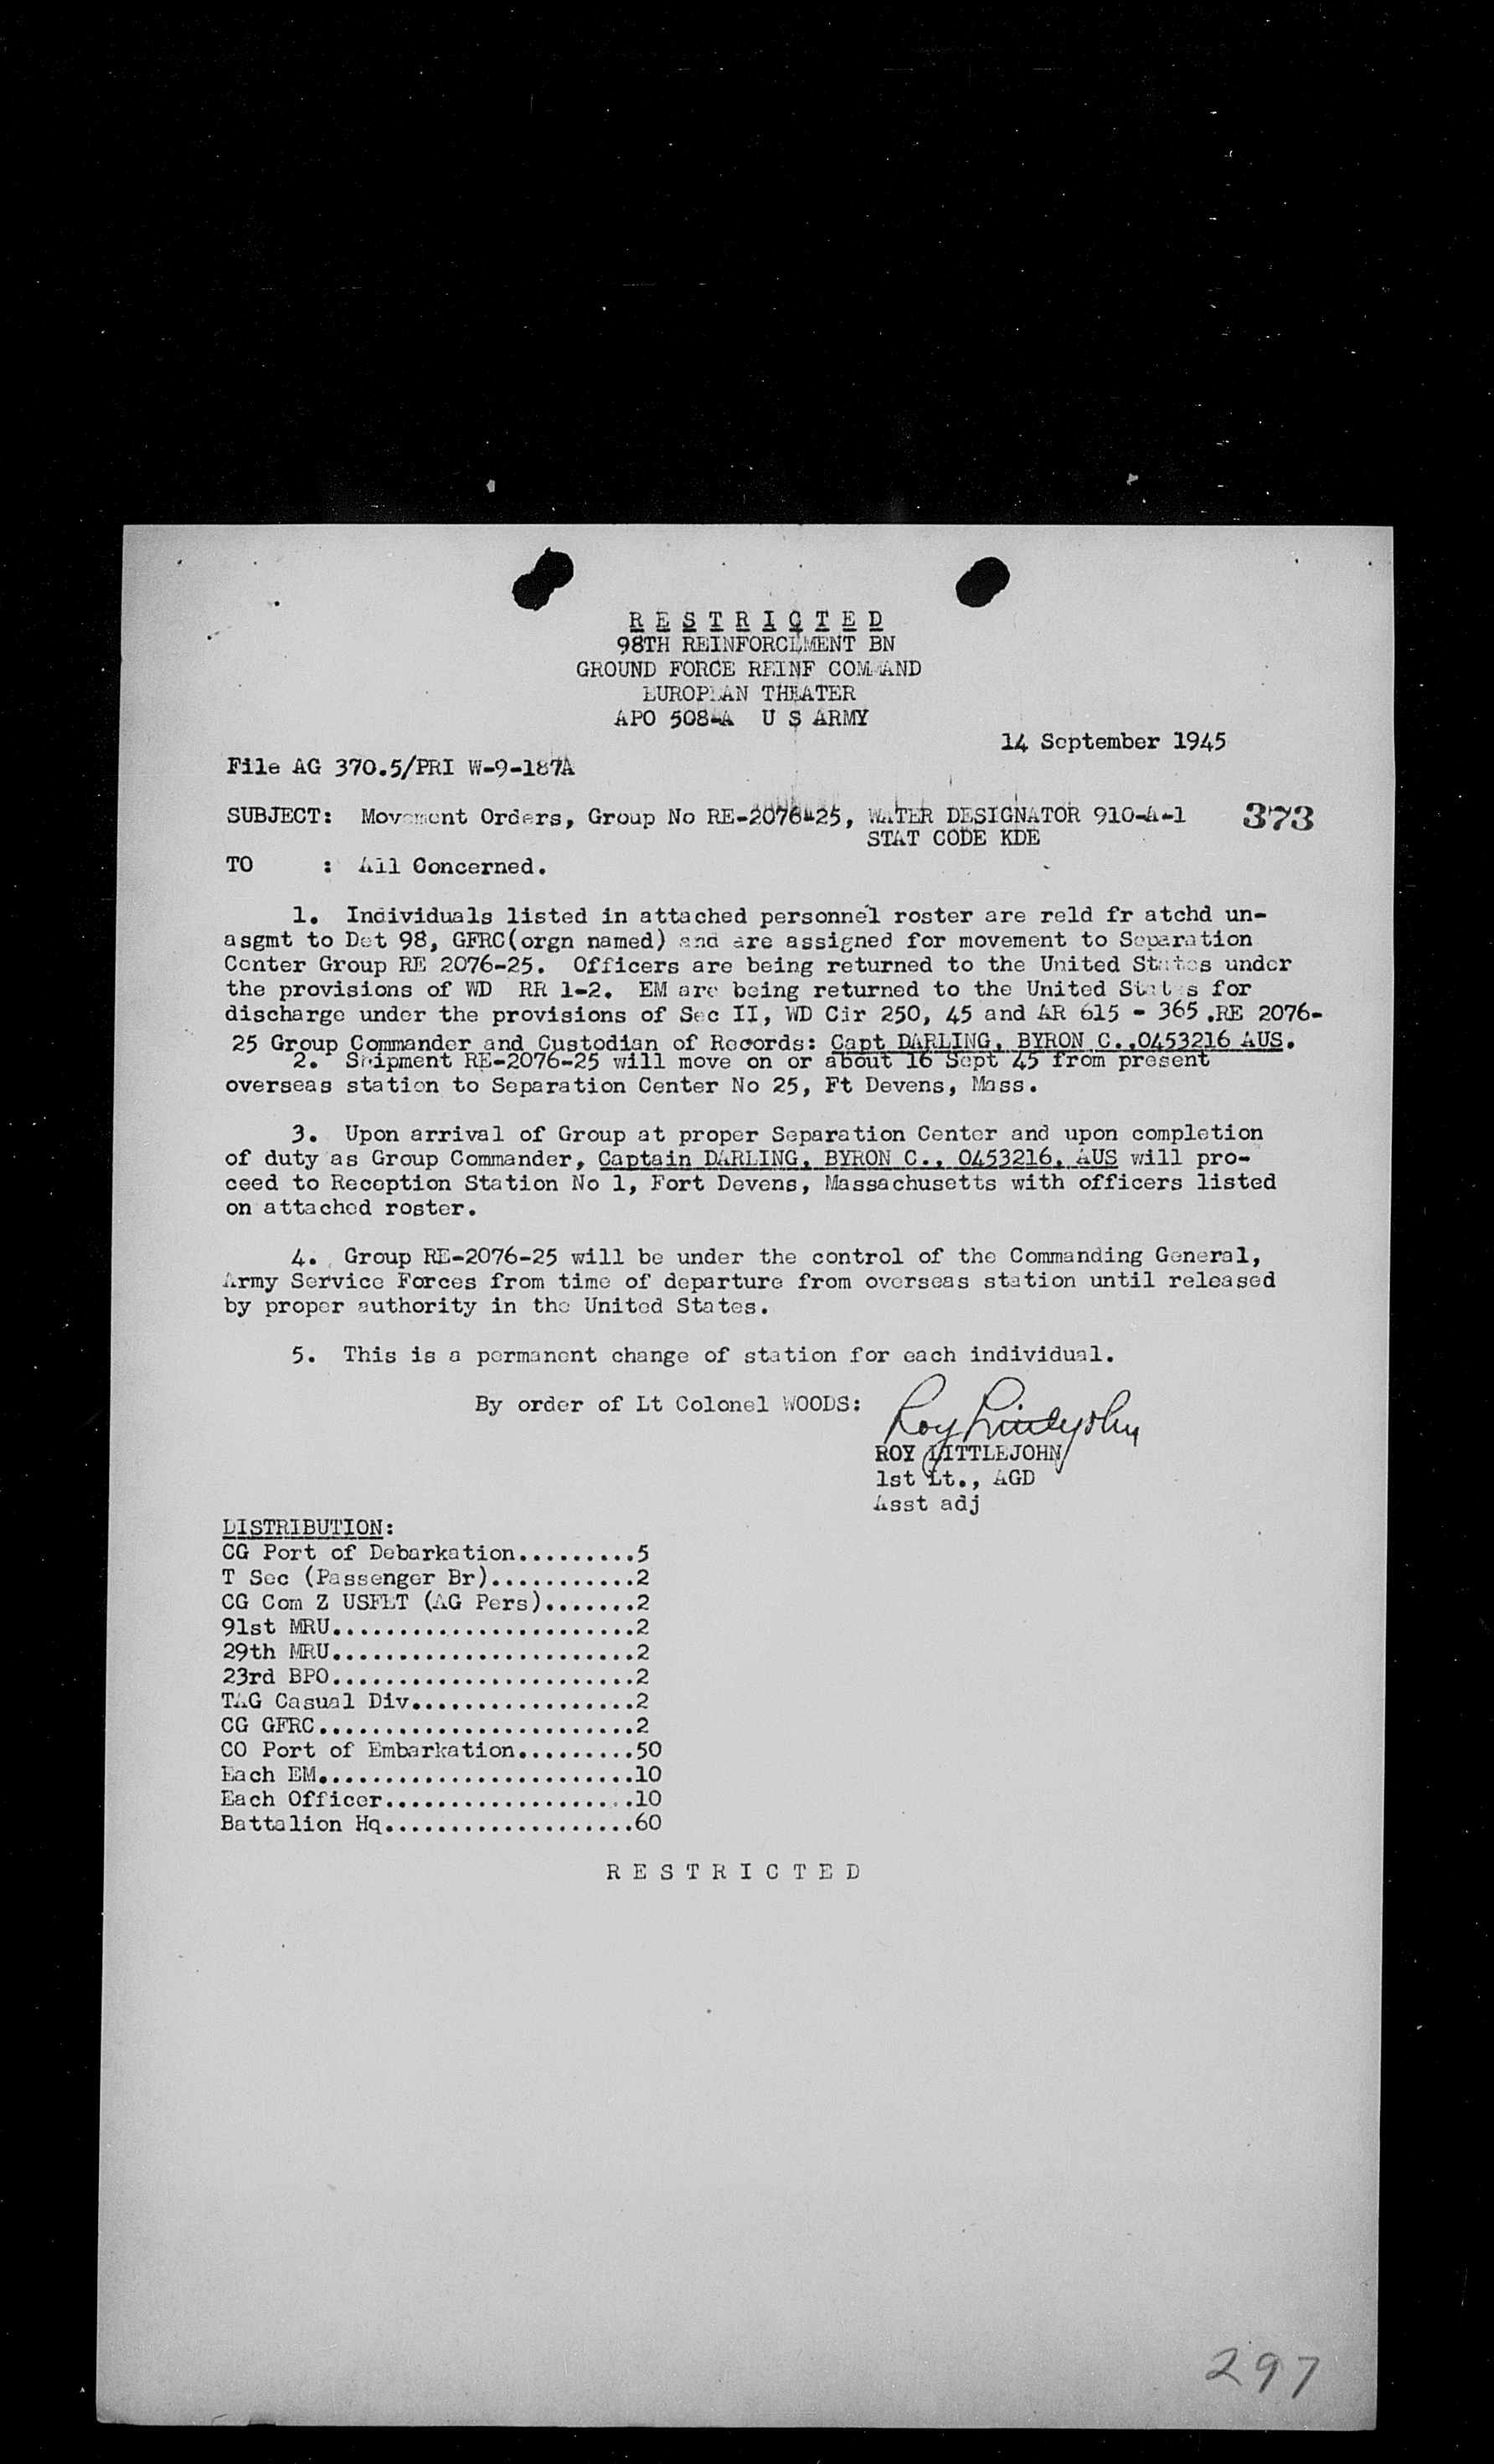 R E S T R I C T E D
98TH REINFORCEMENT BN
GROUND FORCE REINF COMMAND
EUROPEAN THEATER
APO 508-A U S ARMY
14 September 1945
File AG 370.5/PRI W-9-187A
SUBJECT: Movement Orders, Group No RE-2076-25, WATER DESIGNATOR 910-A-1 373
STAT CODE KDE
TO : All Concerned.
1. Individuals listed in attached personnel roster are reld fr atchd un-
asgmt to Det 98, GFRC(orgn named) and are assigned for movement to Separation
Center Group RE 2076-25. Officers are being returned to the United States under
the provisions of WD RR 1-2. EM are being returned to the United States for
discharge under the provisions of Sec II, WD Cir 250, 45 and AR 615 - 365 .RE 2076-
25 Group Commander and Custodian of Records: Capt DARLING, BYRON C.,0453216 AUS.
2. Shipment RE-2076-25 will move on or about 16 Sept 45 from present
overseas station to Separation Center No 25, Ft Devens, Mass.
3. Upon arrival of Group at proper Separation Center and upon completion
of duty as Group Commander, Captain DARLING, BYRON C., 0453216, AUS will pro-
ceed to Reception Station No 1, Fort Devens, Massachusetts with officers listed
on attached roster.
4. Group RE-2076-25 will be under the control of the Commanding General,
Army Service Forces from time of departure from overseas station until released
by proper authority in the United States.
5. This is a permanent change of station for each individual.
By order of Lt Colonel WOODS:
Roy Littlejohn
ROY LITTLEJOHN
1st Lt., AGD
Asst adj
DISTRIBUTION:
CG Port of Debarkation.........5
T Sec (Passenger Br)...........2
CG Com Z USFET (AG Pers).......2
91st MRU.......................2
29th MRU.......................2
23rd BPO.......................2
TAG Casual Div.................2
CG GFRC........................2
CO Port of Embarkation.........50
Each EM........................10
Each Officer...................10
Battalion Hq...................60
R E S T R I C T E D
297